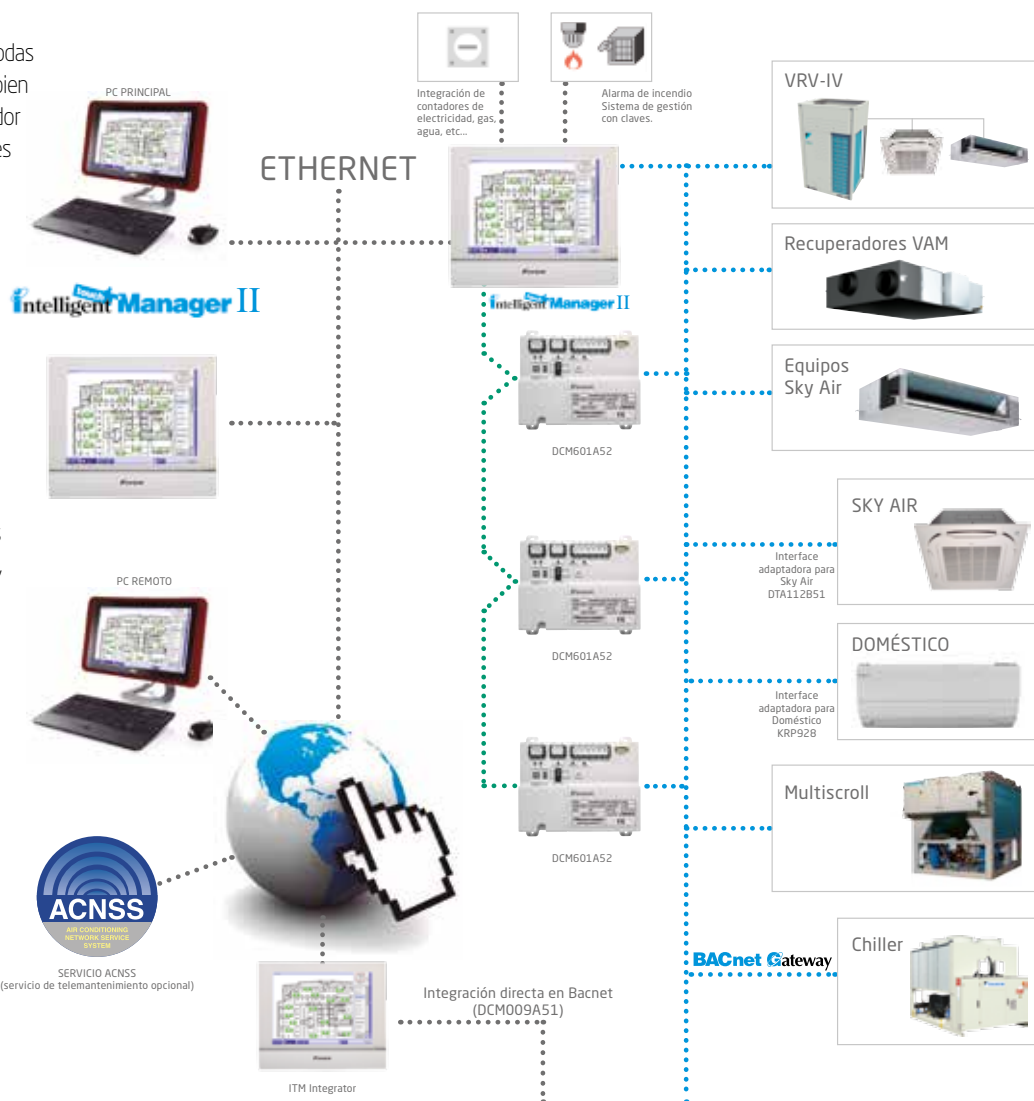 odas
bien
dor
es
s
y
PC PRINCIPAL
ETHERNET
Integración de
contadores de
electricidad, gas,
agua, etc...
Alarma de incendio
Sistema de gestión
con claves.
intelligent touch Manager II
intelligent touch Manager II
DAIKIN
DAIKIN
DCM601A52
DCM601A52
DCM601A52
PC REMOTO
ACNSS
AIR CONDITIONING
NETWORK SERVICE
SYSTEM
SERVICIO ACNSS
(servicio de telemantenimiento opcional)
ITM Integrator
Integración directa en Bacnet
(DCM009A51)
VRV-IV
Recuperadores VAM
Equipos
Sky Air
SKY AIR
Interface
adaptadora para
Sky Air
DTA112B51
DOMÉSTICO
Interface
adaptadora para
Doméstico
KRP928
Multiscroll
BACnet Gateway
Chiller